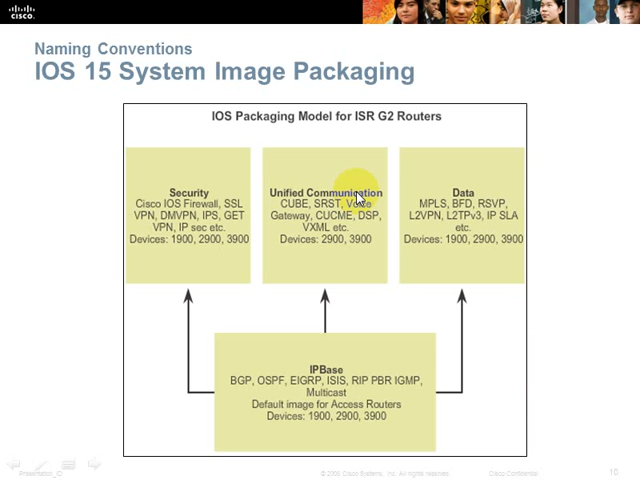 CISCO
Naming Conventions
IOS 15 System Image Packaging
IOS Packaging Model for ISR G2 Routers
Security
Cisco IOS Firewall, SSL
VPN, DMVPN, IPS, GET
VPN, IP sec etc.
Devices: 1900, 2900, 3900
Unified Communication
CUBE, SRST, Voice
Gateway, CUCME, DSP,
VXML etc.
Devices: 2900, 3900
Data
MPLS, BFD, RSVP,
L2VPN, L2TPv3, IP SLA
etc.
Devices: 1900, 2900, 3900
IPBase
BGP, OSPF, EIGRP, ISIS, RIP PBR IGMP,
Multicast
Default image for Access Routers
Devices: 1900, 2900, 3900
Presentation_ID
© 2008 Cisco Systems, Inc. All rights reserved.
Cisco Confidential